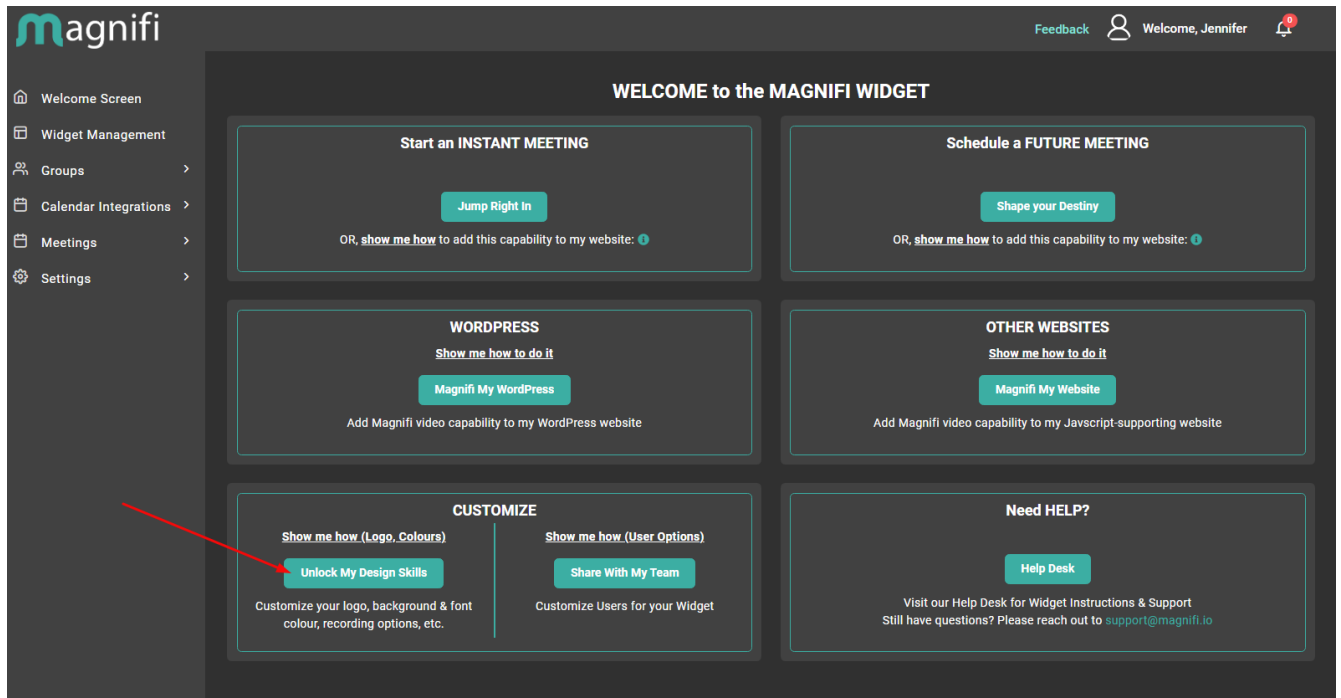 magnifi
Feedback
Welcome, Jennifer
0
Welcome Screen
Widget Management
Groups
Calendar Integrations
Meetings
Settings
WELCOME to the MAGNIFI WIDGET
Start an INSTANT MEETING
Jump Right In
OR, show me how to add this capability to my website:
Schedule a FUTURE MEETING
Shape your Destiny
OR, show me how to add this capability to my website:
WORDPRESS
Show me how to do it
Magnifi My WordPress
Add Magnifi video capability to my WordPress website
OTHER WEBSITES
Show me how to do it
Magnifi My Website
Add Magnifi video capability to my Javscript-supporting website
CUSTOMIZE
Show me how (Logo, Colours)
Unlock My Design Skills
Customize your logo, background & font
colour, recording options, etc.
Show me how (User Options)
Share With My Team
Customize Users for your Widget
Need HELP?
Help Desk
Visit our Help Desk for Widget Instructions & Support
Still have questions? Please reach out to support@magnifi.io